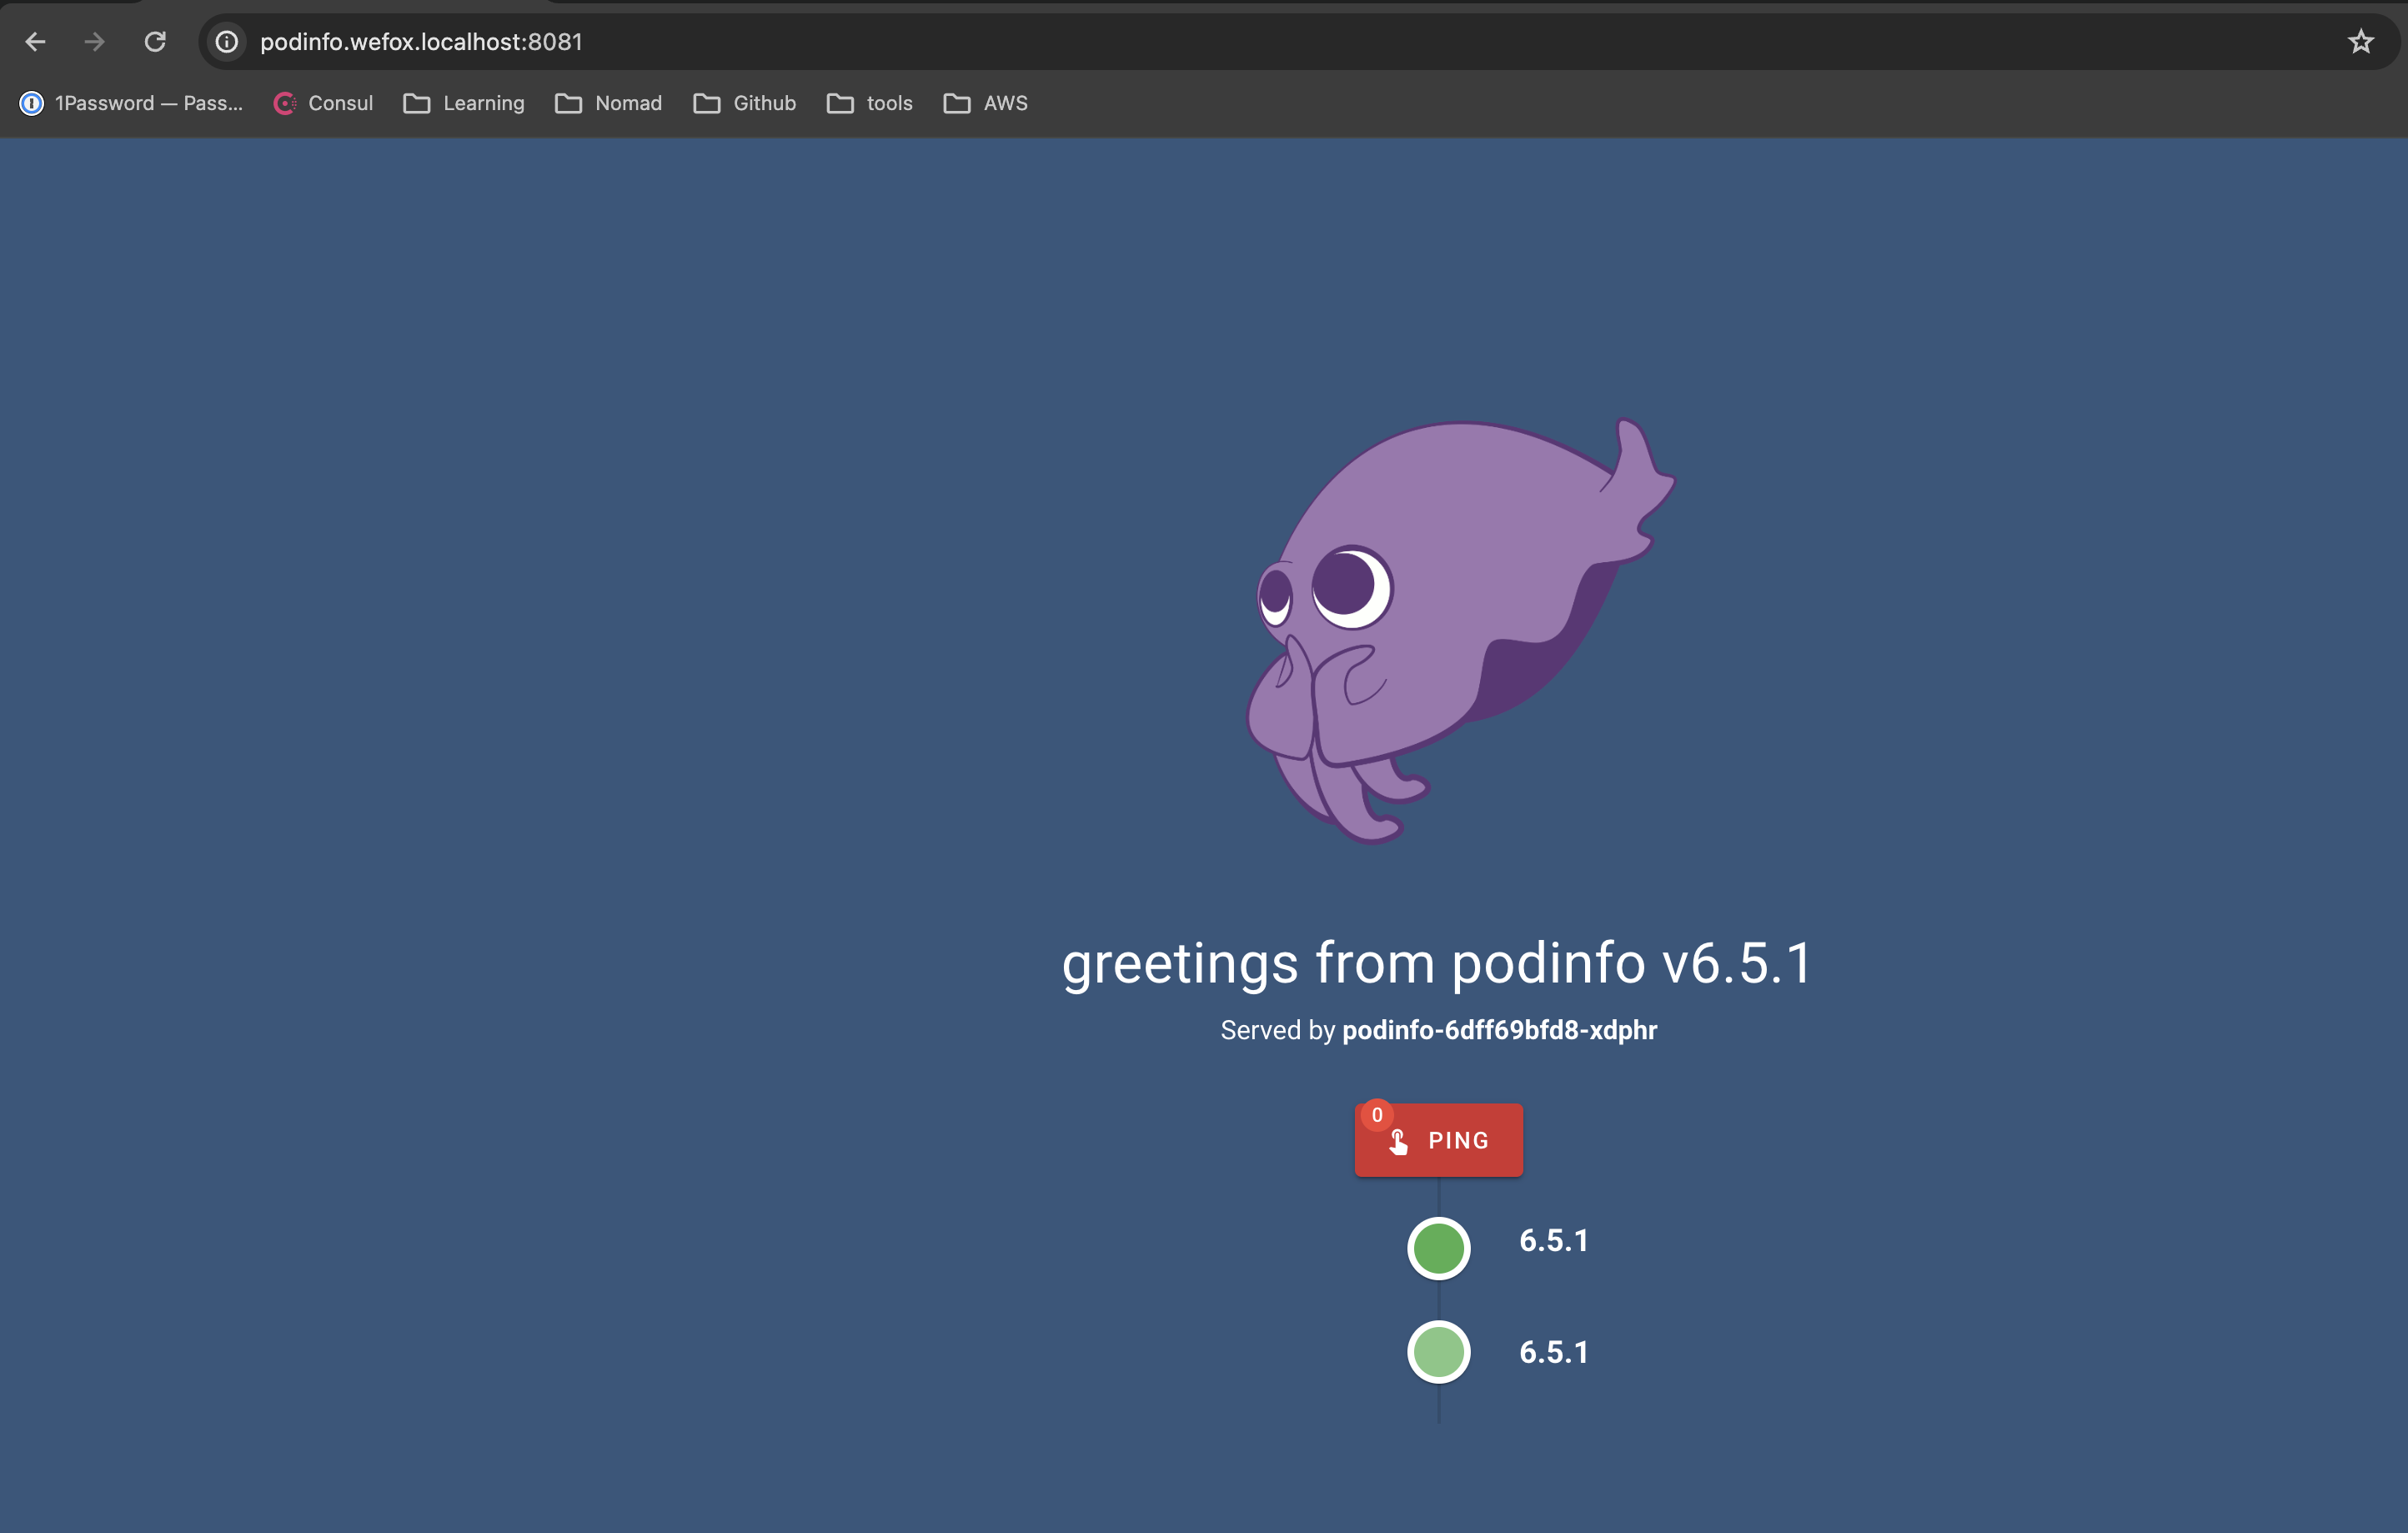 podinfo.wefox.localhost:8081
1Password — Pass... Consul Learning Nomad Github tools AWS
greetings from podinfo v6.5.1
Served by podinfo-6dff69bfd8-xdphr
0
PING
6.5.1
6.5.1